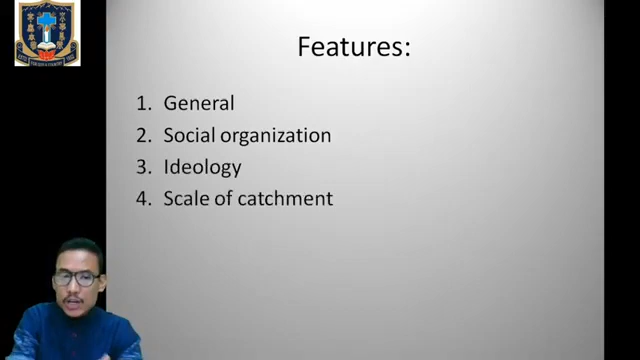 Features:
1. General
2. Social organization
3. Ideology
4. Scale of catchment